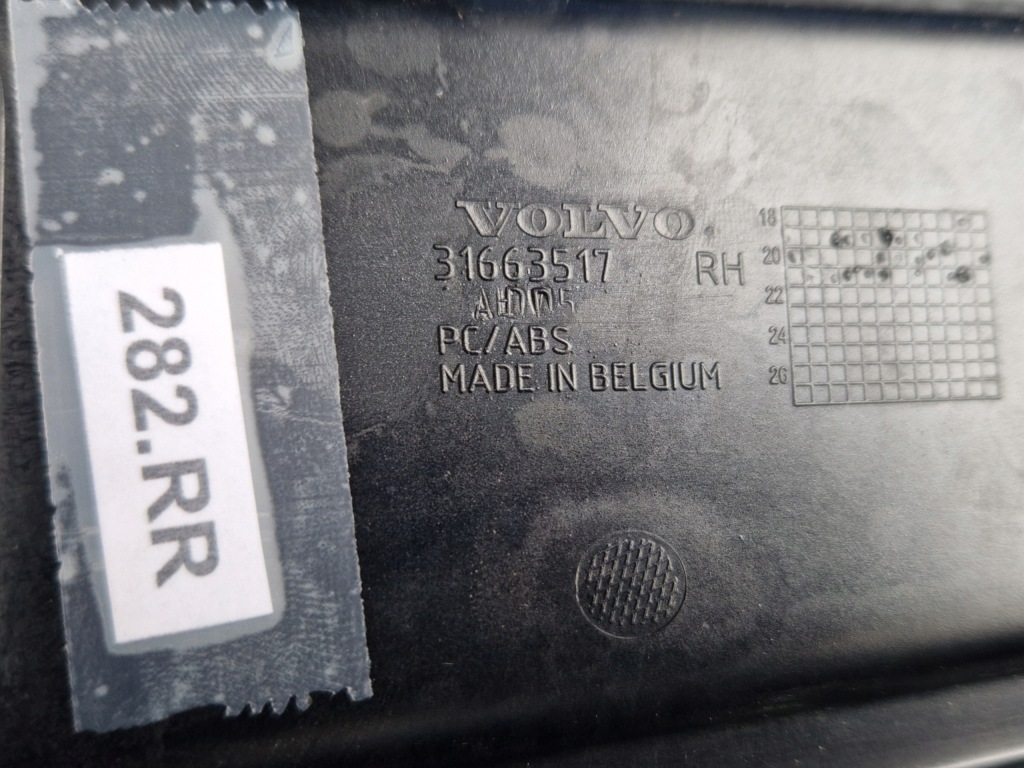 282.RR
VOLVO
31663517 RH
PC/ABS
MADE IN BELGIUM
18
20
22
24
26